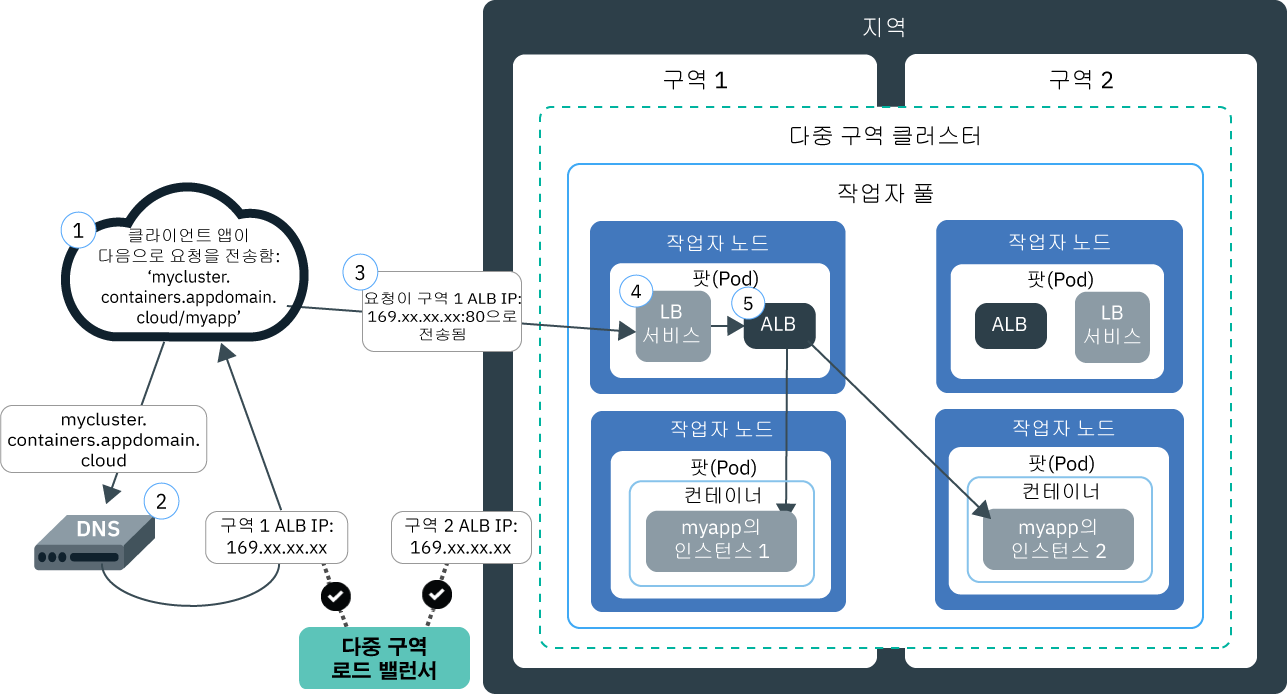 지역
구역 1
구역 2
다중 구역 클러스터
작업자 풀
1
클라이언트 앱이
다음으로 요청을 전송함:
‘mycluster.
containers.appdomain.
cloud/myapp’
mycluster.
containers.appdomain.
cloud
2
DNS
구역 1 ALB IP:
169.xx.xx.xx
구역 2 ALB IP:
169.xx.xx.xx
다중 구역
로드 밸런서
3
요청이 구역 1 ALB IP:
169.xx.xx.xx:80으로
전송됨
작업자 노드
팟(Pod)
4
LB
서비스
5
ALB
작업자 노드
팟(Pod)
ALB
LB
서비스
작업자 노드
팟(Pod)
컨테이너
myapp의
인스턴스 1
작업자 노드
팟(Pod)
컨테이너
myapp의
인스턴스 2